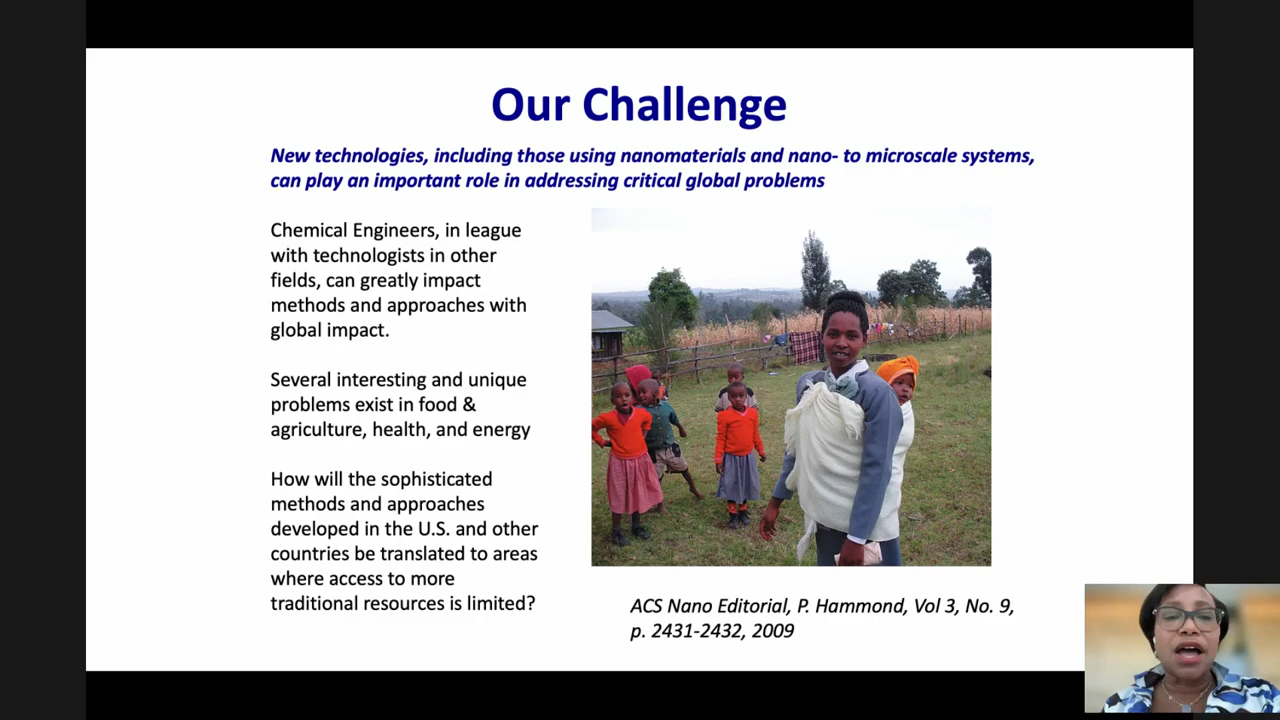 Our Challenge
New technologies, including those using nanomaterials and nano- to microscale systems,
can play an important role in addressing critical global problems
Chemical Engineers, in league
with technologists in other
fields, can greatly impact
methods and approaches with
global impact.
Several interesting and unique
problems exist in food &
agriculture, health, and energy
How will the sophisticated
methods and approaches
developed in the U.S. and other
countries be translated to areas
where access to more
traditional resources is limited?
ACS Nano Editorial, P. Hammond, Vol 3, No. 9,
p. 2431-2432, 2009